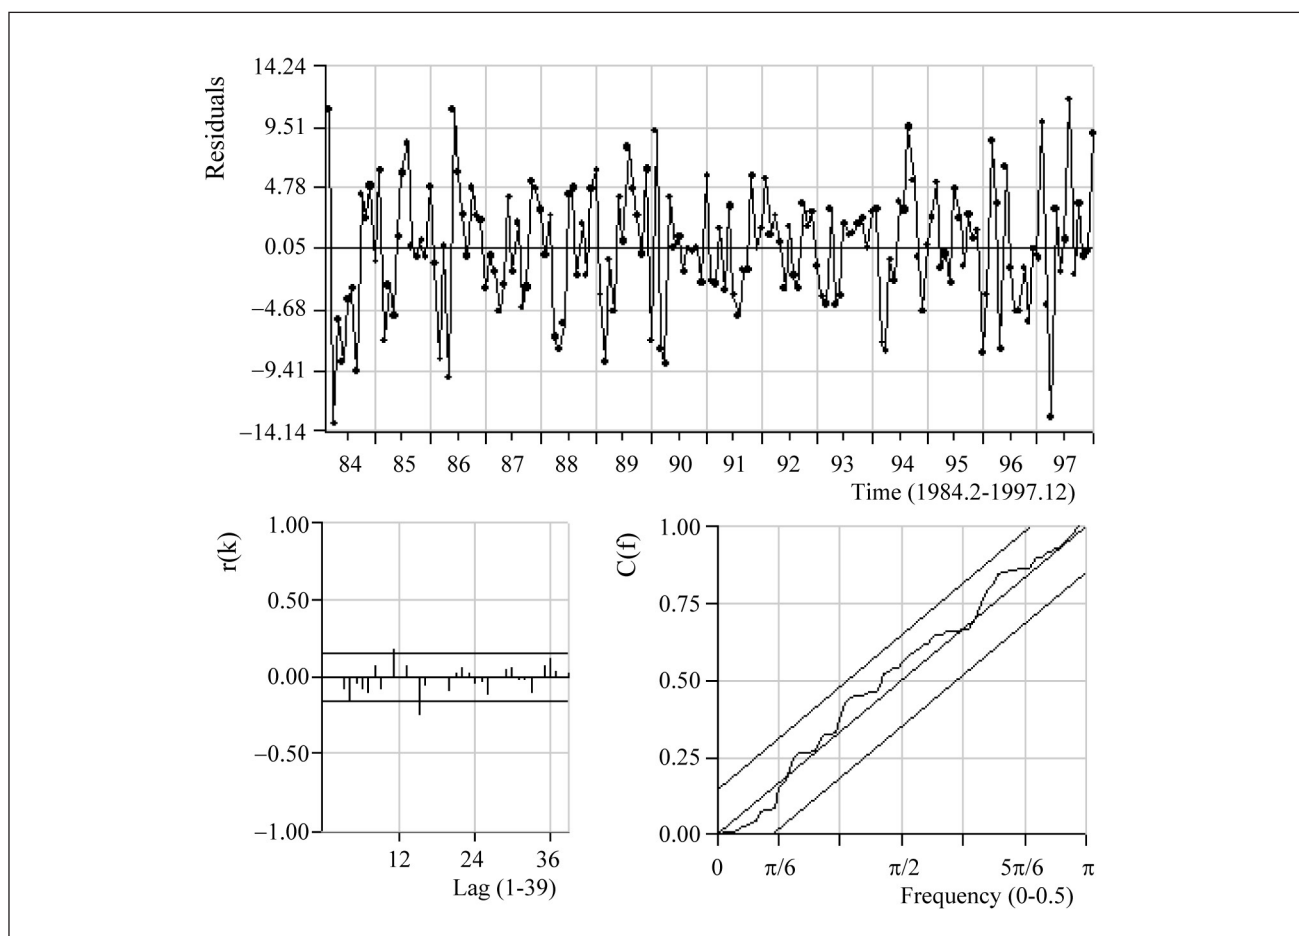 Residuals
14.24
9.51
4.78
0.05
−4.68
−9.41
−14.14
84 85 86 87 88 89 90 91 92 93 94 95 96 97
Time (1984.2-1997.12)
r(k)
1.00
0.50
0.00
−0.50
−1.00
12 24 36
Lag (1-39)
C(f)
1.00
0.75
0.50
0.25
0.00
0 π/6 π/2 5π/6 π
Frequency (0-0.5)